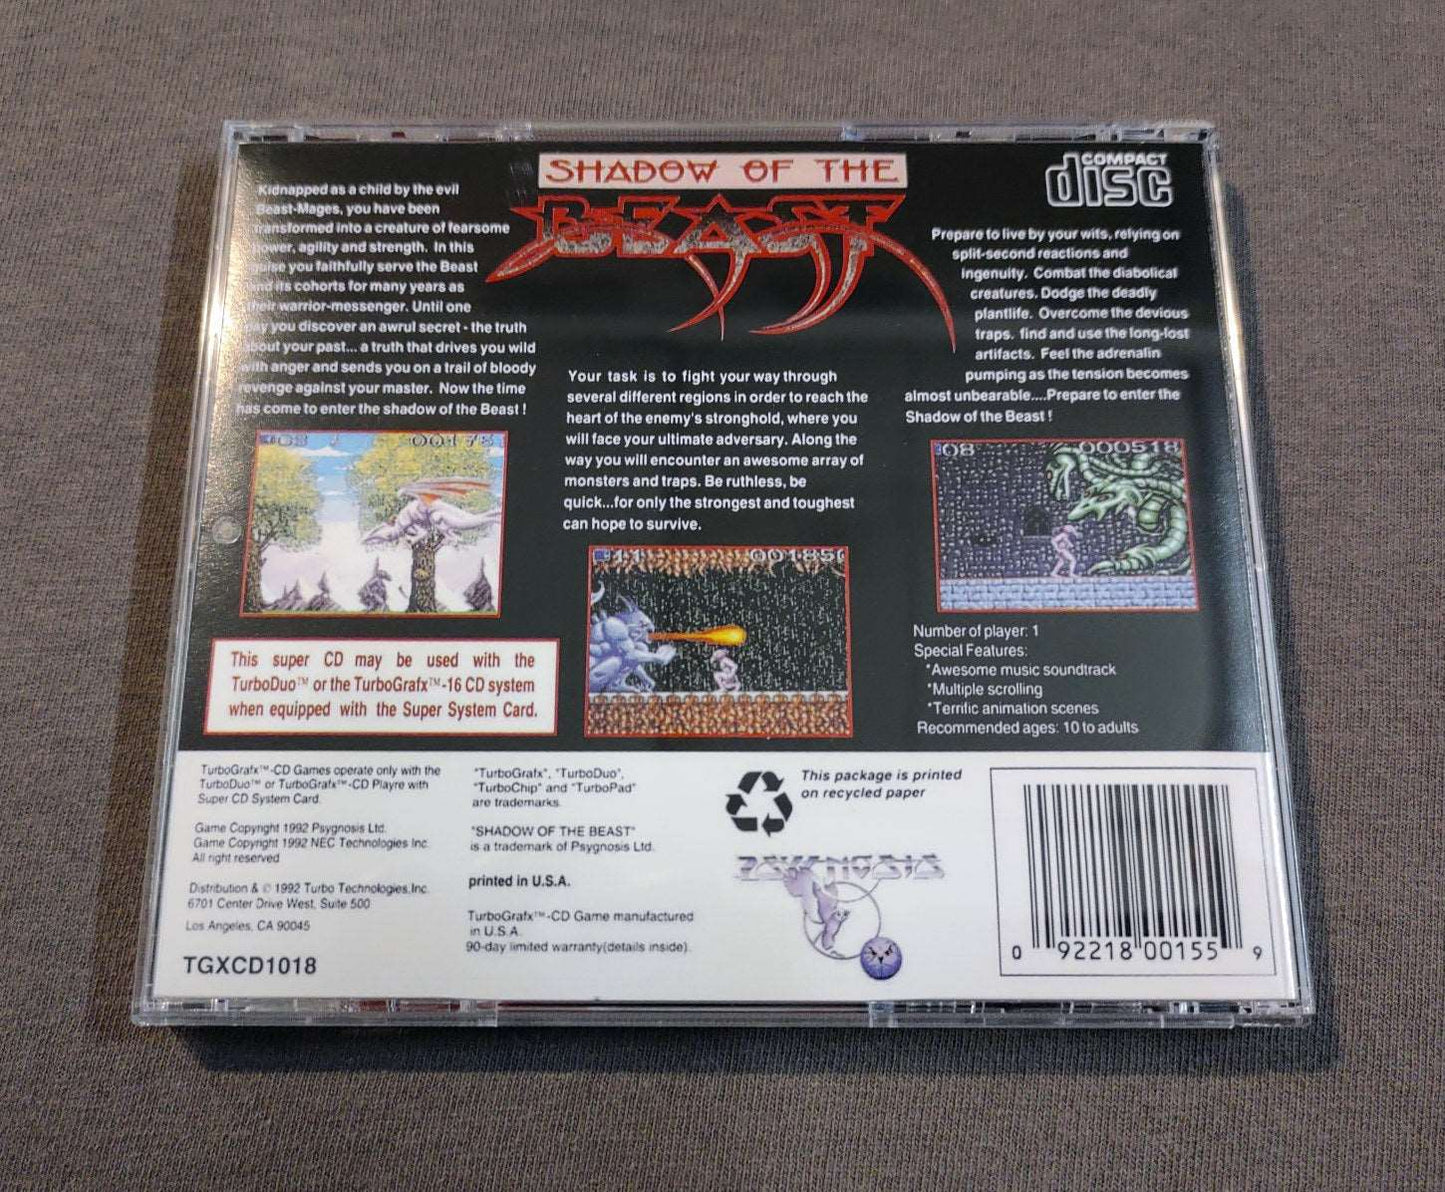 SHADOW OF THE
BEAST
COMPACT
disc
Kidnapped as a child by the evil
Beast-Mages, you have been
transformed into a creature of fearsome
power, agility and strength. In this
guise you faithfully serve the Beast
and its cohorts for many years as
their warrior-messenger. Until one
day you discover an awrul secret - the truth
about your past... a truth that drives you wild
with anger and sends you on a trail of bloody
revenge against your master. Now the time
has come to enter the shadow of the Beast !
Your task is to fight your way through
several different regions in order to reach the
heart of the enemy's stronghold, where you
will face your ultimate adversary. Along the
way you will encounter an awesome array of
monsters and traps. Be ruthless, be
quick...for only the strongest and toughest
can hope to survive.
Prepare to live by your wits, relying on
split-second reactions and
ingenuity. Combat the diabolical
creatures. Dodge the deadly
plantlife. Overcome the devious
traps. find and use the long-lost
artifacts. Feel the adrenalin
pumping as the tension becomes
almost unbearable....Prepare to enter the
Shadow of the Beast !
08 000518
11 001850
Number of player: 1
Special Features:
*Awesome music soundtrack
*Multiple scrolling
*Terrific animation scenes
Recommended ages: 10 to adults
This super CD may be used with the
TurboDuo™ or the TurboGrafx™-16 CD system
when equipped with the Super System Card.
TurboGrafx™-CD Games operate only with the
TurboDuo™ or TurboGrafx™-CD Playre with
Super CD System Card.
Game Copyright 1992 Psygnosis Ltd.
Game Copyright 1992 NEC Technologies Inc.
All right reserved
Distribution & © 1992 Turbo Technologies,Inc.
6701 Center Drive West, Suite 500
Los Angeles, CA 90045
TGXCD1018
"TurboGrafx", "TurboDuo",
"TurboChip" and "TurboPad"
are trademarks.
"SHADOW OF THE BEAST"
is a trademark of Psygnosis Ltd.
printed in U.S.A.
TurboGrafx™-CD Game manufactured
in U.S.A.
90-day limited warranty(details inside).
This package is printed
on recycled paper
PSYGNOSIS
0 92218 00155 9